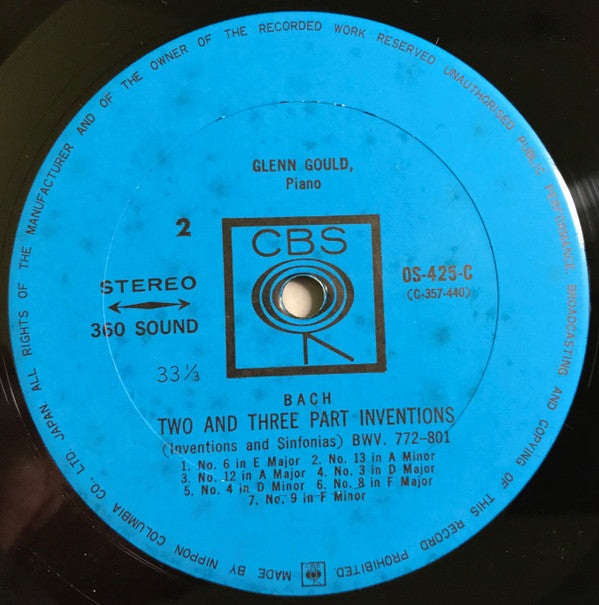 GLENN GOULD,
Piano
2
CBS
STEREO
360 SOUND
33⅓
OS-425-C
(C-357-440)
BACH
TWO AND THREE PART INVENTIONS
(Inventions and Sinfonias) BWV. 772-801
1. No. 6 in E Major 2. No. 13 in A Minor
3. No. 12 in A Major 4. No. 3 in D Major
5. No. 4 in D Minor 6. No. 8 in F Major
7. No. 9 in F Minor
MADE BY NIPPON COLUMBIA CO., LTD. JAPAN. ALL RIGHTS OF THE MANUFACTURER AND OF THE OWNER OF THE RECORDED WORK RESERVED UNAUTHORISED PUBLIC PERFORMANCE, BROADCASTING AND COPYING OF THIS RECORD PROHIBITED
CBS